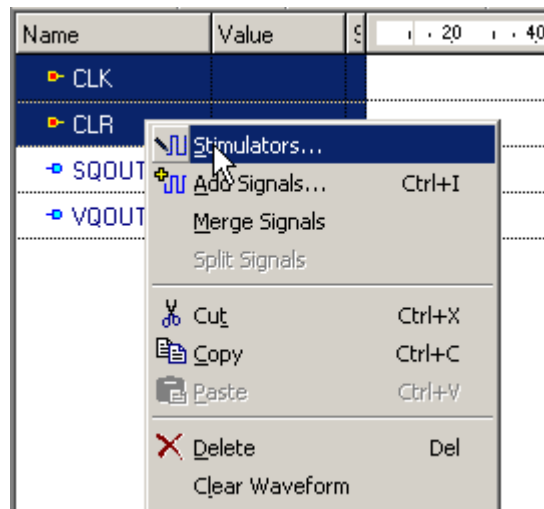 Name Value S 20 40
CLK
CLR
SQOUT
VQOUT
Stimulators...
Add Signals... Ctrl+I
Merge Signals
Split Signals
Cut Ctrl+X
Copy Ctrl+C
Paste Ctrl+V
Delete Del
Clear Waveform